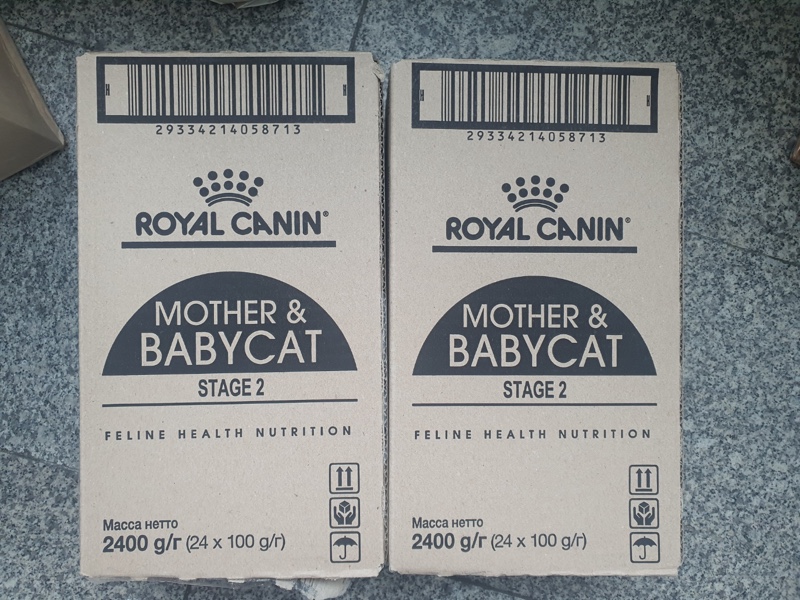 29334214058713
ROYAL CANIN®
MOTHER &
BABYCAT
STAGE 2
FELINE HEALTH NUTRITION
Масса нетто
2400 g/г (24 x 100 g/г)
29334214058713
ROYAL CANIN®
MOTHER &
BABYCAT
STAGE 2
FELINE HEALTH NUTRITION
Масса нетто
2400 g/г (24 x 100 g/г)